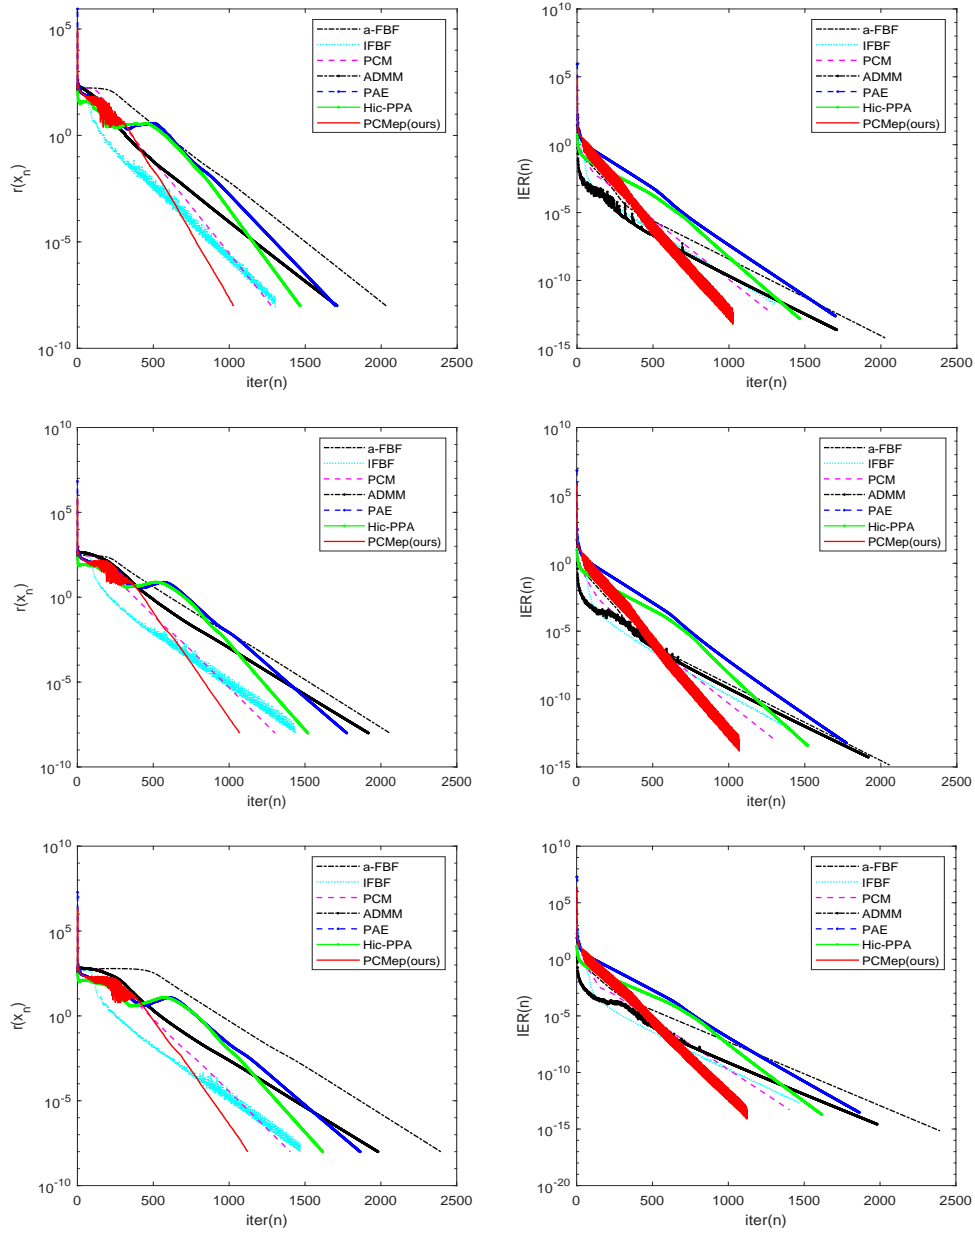 10^5
10^0
10^-5
10^-10
r(x_n)
0 500 1000 1500 2000 2500
iter(n)
a-FBF
IFBF
PCM
ADMM
PAE
Hic-PPA
PCMep(ours)
10^10
10^5
10^0
10^-5
10^-10
10^-15
IER(n)
0 500 1000 1500 2000 2500
iter(n)
a-FBF
IFBF
PCM
ADMM
PAE
Hic-PPA
PCMep(ours)
10^10
10^5
10^0
10^-5
10^-10
r(x_n)
0 500 1000 1500 2000 2500
iter(n)
a-FBF
IFBF
PCM
ADMM
PAE
Hic-PPA
PCMep(ours)
10^10
10^5
10^0
10^-5
10^-10
10^-15
IER(n)
0 500 1000 1500 2000 2500
iter(n)
a-FBF
IFBF
PCM
ADMM
PAE
Hic-PPA
PCMep(ours)
10^10
10^5
10^0
10^-5
10^-10
r(x_n)
0 500 1000 1500 2000 2500
iter(n)
a-FBF
IFBF
PCM
ADMM
PAE
Hic-PPA
PCMep(ours)
10^10
10^5
10^0
10^-5
10^-10
10^-15
10^-20
IER(n)
0 500 1000 1500 2000 2500
iter(n)
a-FBF
IFBF
PCM
ADMM
PAE
Hic-PPA
PCMep(ours)